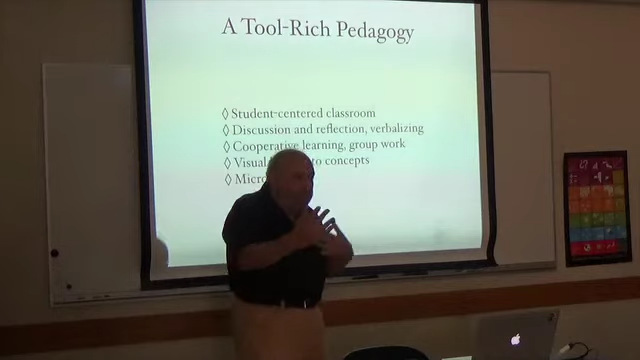 A Tool-Rich Pedagogy
◊ Student-centered classroom
◊ Discussion and reflection, verbalizing
◊ Cooperative learning, group work
◊ Visual to concepts
◊